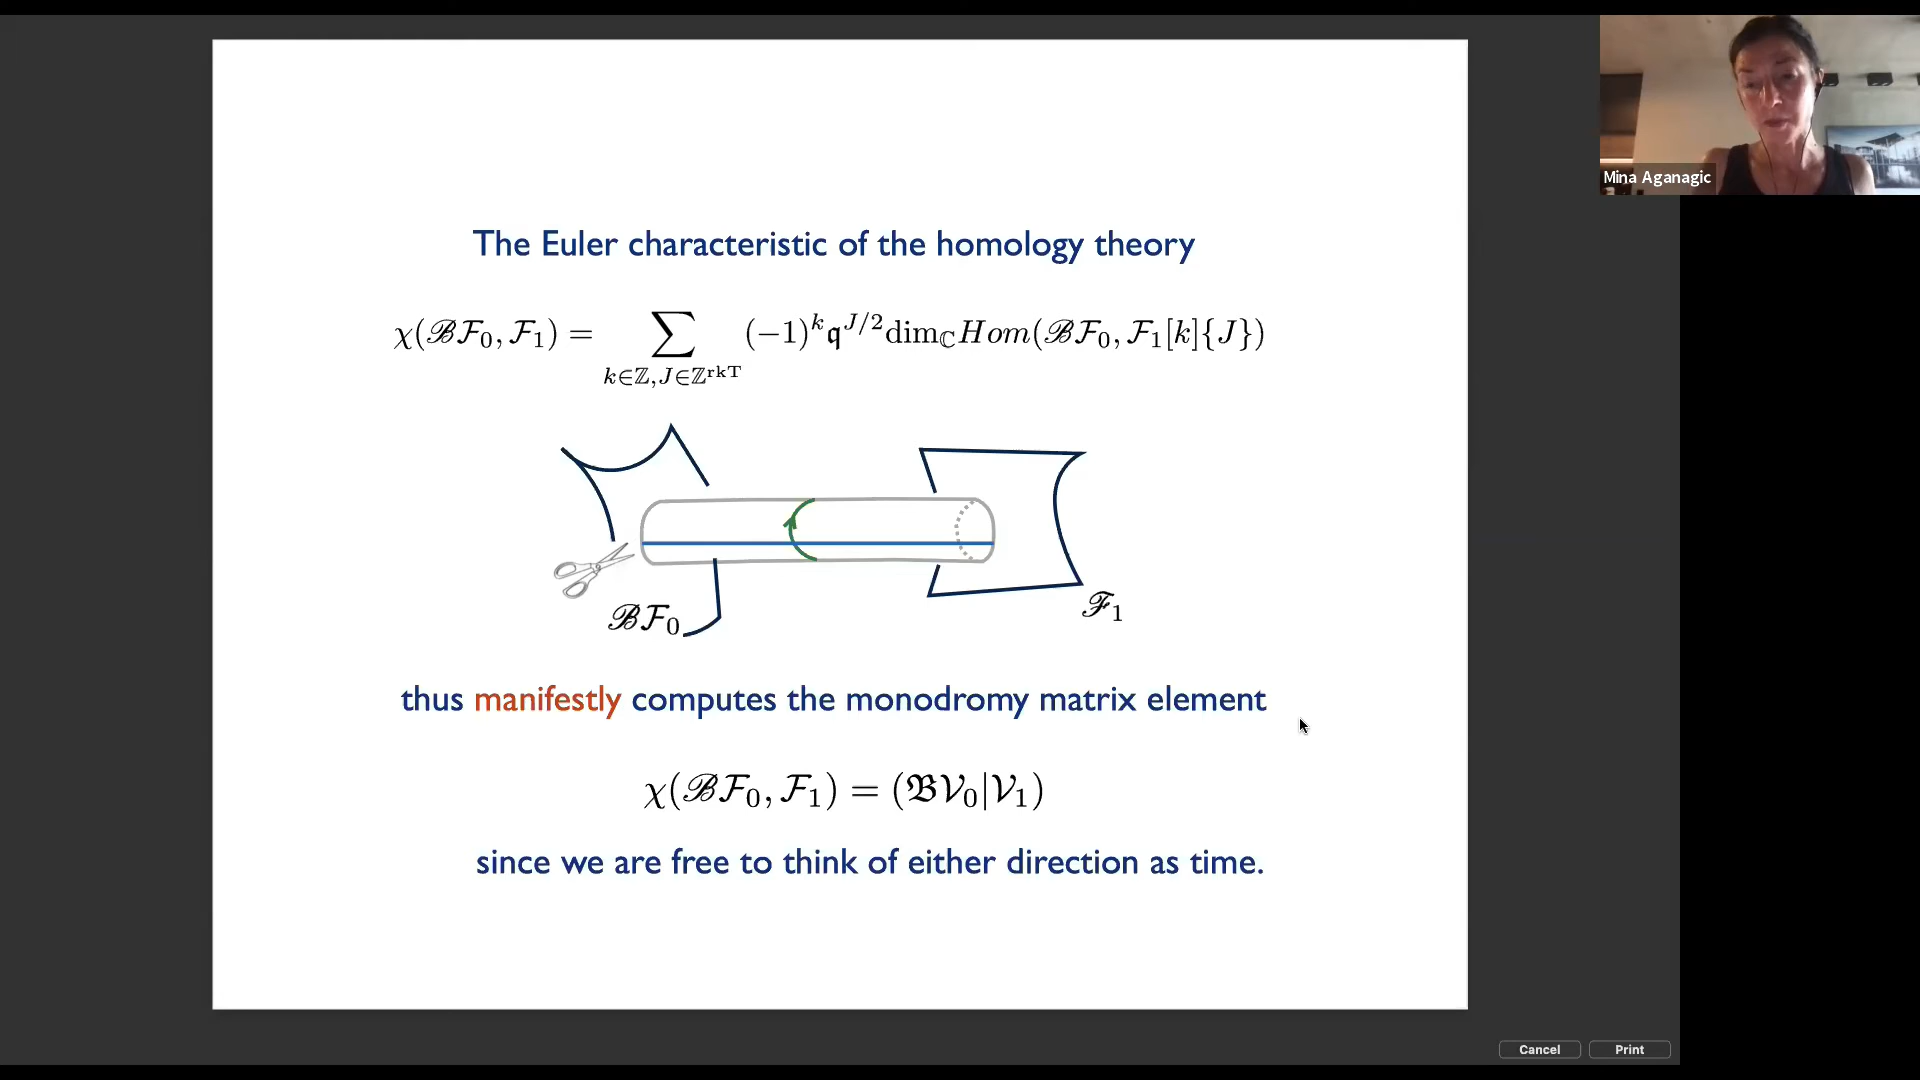 The Euler characteristic of the homology theory
χ(ℬℱ₀, ℱ₁) = ∑ (−1)ᵏ 𝔮^{J/2} dim_ℂ Hom(ℬℱ₀, ℱ₁[k]{J})
k∈ℤ, J∈ℤ^{rkT}
ℬℱ₀
ℱ₁
thus manifestly computes the monodromy matrix element
χ(ℬℱ₀, ℱ₁) = (𝔅𝒱₀|𝒱₁)
since we are free to think of either direction as time.
Mina Aganagic
Cancel Print